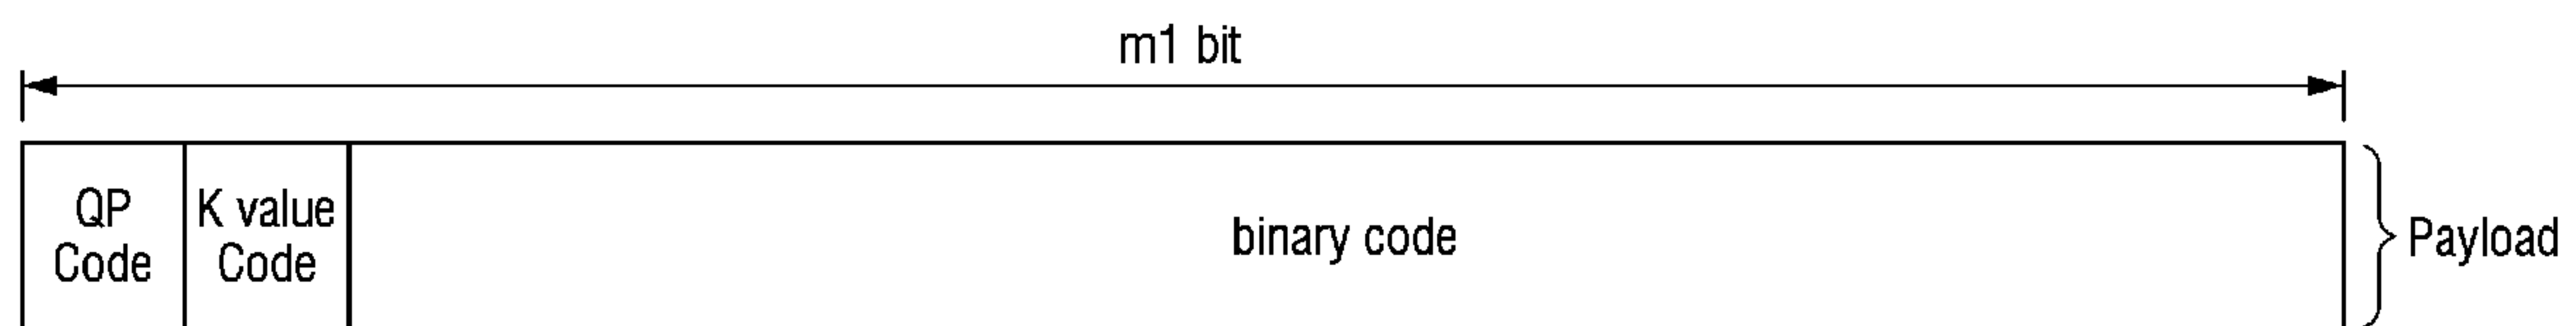 m1 bit
QP
Code
K value
Code
binary code
Payload